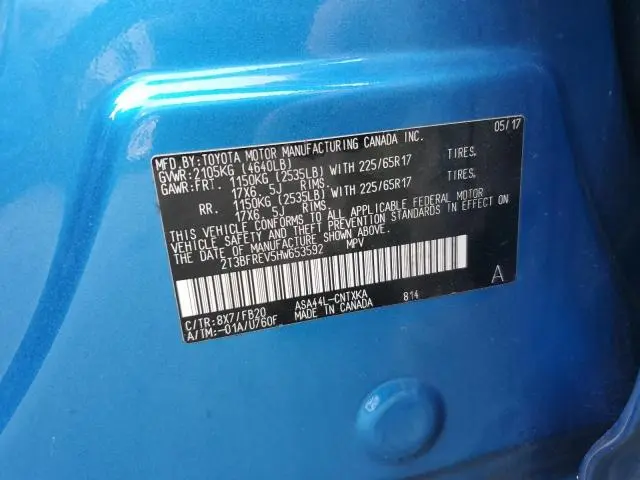 MFD.BY:TOYOTA MOTOR MANUFACTURING CANADA INC. 05/17
GVWR:2105KG (4640LB)
GAWR:FRT. 1150KG (2535LB) WITH 225/65R17 TIRES.
17X6.5J RIMS
RR. 1150KG (2535LB) WITH 225/65R17 TIRES.
17X6.5J RIMS
THIS VEHICLE CONFORMS TO ALL APPLICABLE FEDERAL MOTOR
VEHICLE SAFETY AND THEFT PREVENTION STANDARDS IN EFFECT ON
THE DATE OF MANUFACTURE SHOWN ABOVE.
2T3BFREV5HW653592 MPV
A
C/TR:8X7/FB20 ASA44L-CNTXKA 814
A/TM:-01A/U760F MADE IN CANADA